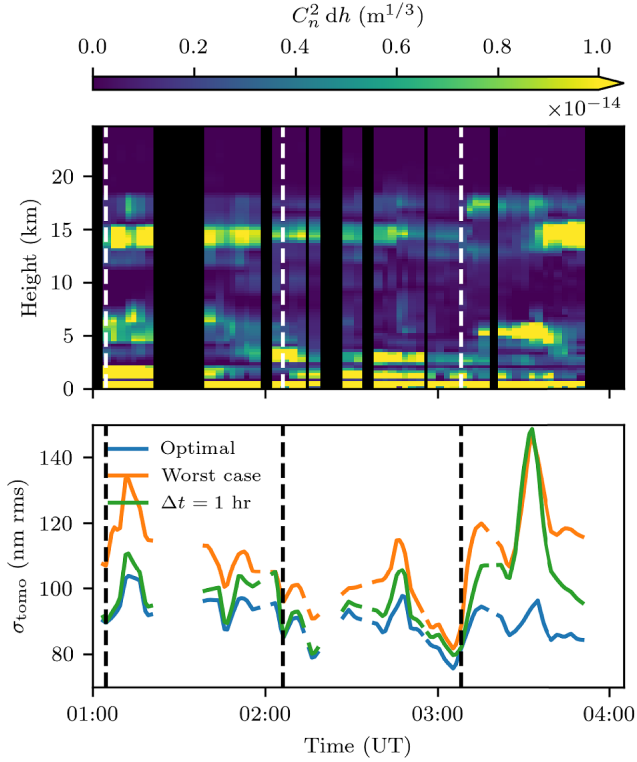 C_n^2 dh (m^{1/3})
0.0 0.2 0.4 0.6 0.8 1.0
×10^{−14}
Height (km)
20
15
10
5
0
σ_tomo (nm rms)
140
120
100
80
Optimal
Worst case
Δt = 1 hr
01:00 02:00 03:00 04:00
Time (UT)